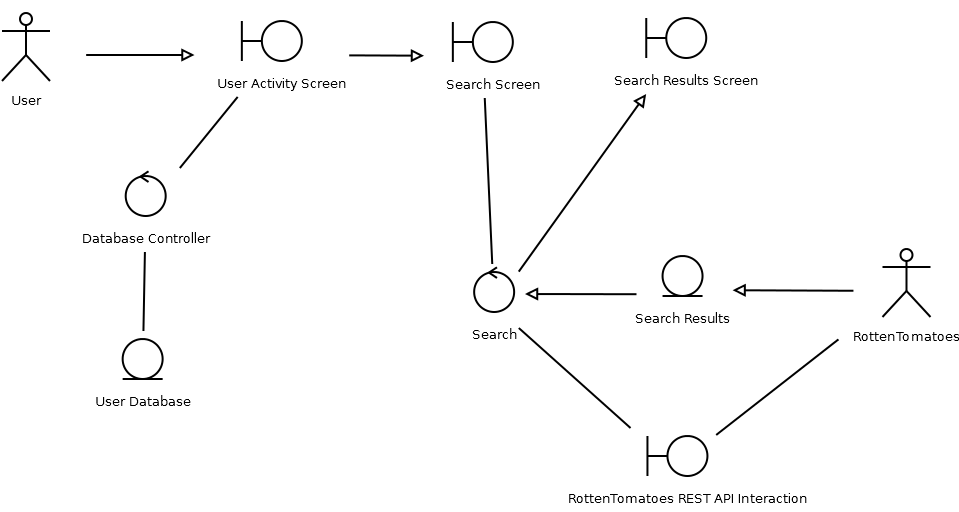 User
User Activity Screen
Search Screen
Search Results Screen
Database Controller
Search
Search Results
RottenTomatoes
User Database
RottenTomatoes REST API Interaction